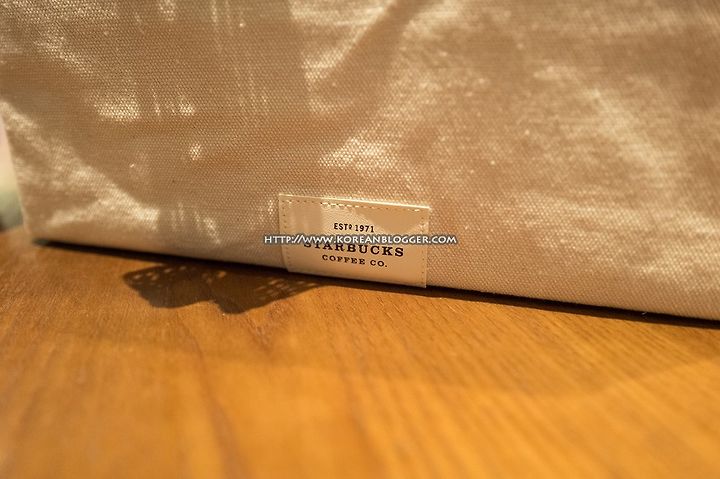 ESTD 1971
HTTP://WWW.KOREANBLOGGER.COM
STARBUCKS
COFFEE CO.